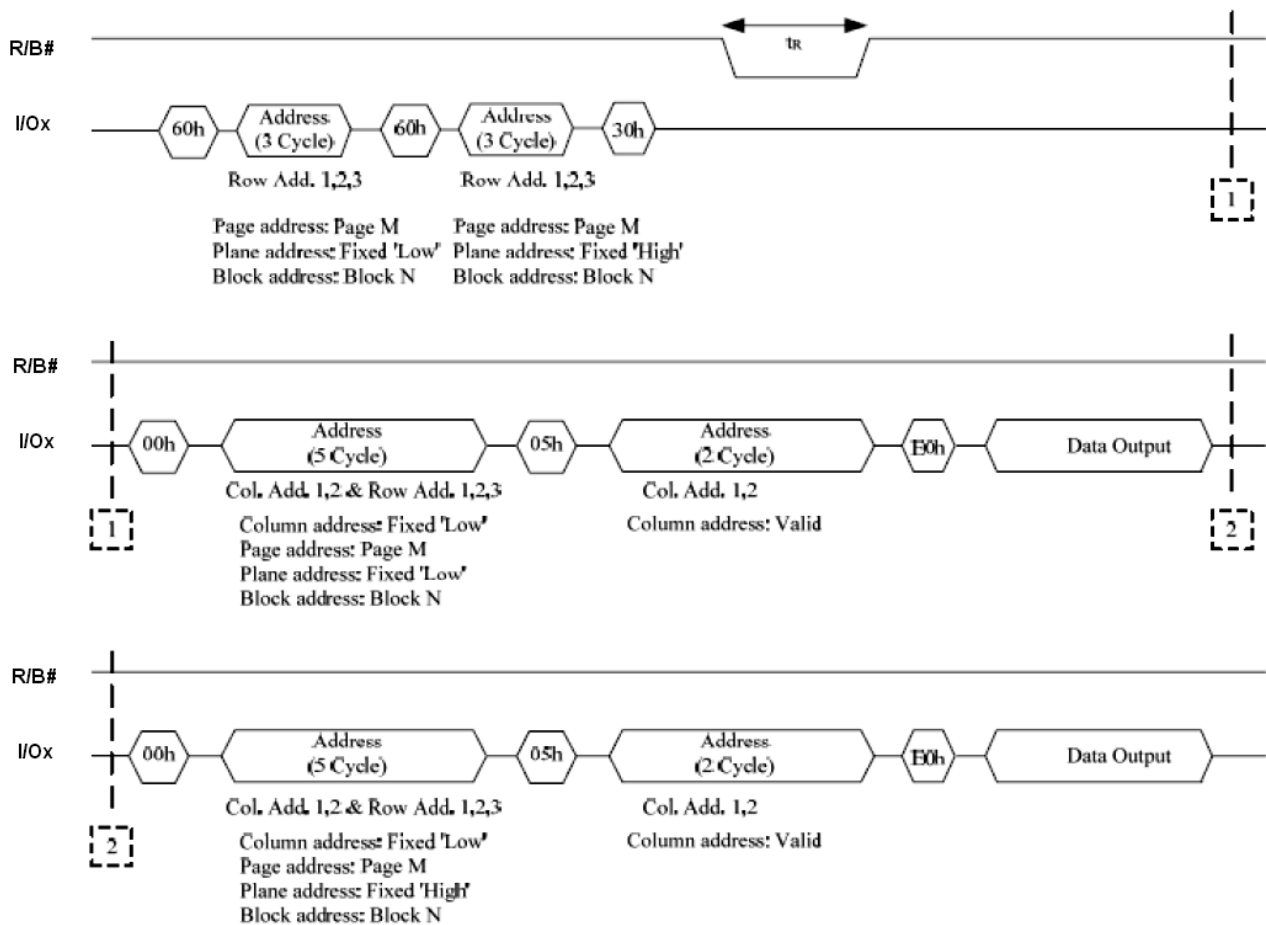 R/B#
tR
I/Ox
60h
Address
(3 Cycle)
60h
Address
(3 Cycle)
30h
Row Add. 1,2,3
Row Add. 1,2,3
Page address: Page M
Plane address: Fixed 'Low'
Block address: Block N
Page address: Page M
Plane address: Fixed 'High'
Block address: Block N
1
R/B#
I/Ox
00h
Address
(5 Cycle)
05h
Address
(2 Cycle)
E0h
Data Output
Col. Add. 1,2 & Row Add. 1,2,3
Column address: Fixed 'Low'
Page address: Page M
Plane address: Fixed 'Low'
Block address: Block N
Col. Add. 1,2
Column address: Valid
1
2
R/B#
I/Ox
00h
Address
(5 Cycle)
05h
Address
(2 Cycle)
E0h
Data Output
Col. Add. 1,2 & Row Add. 1,2,3
Column address: Fixed 'Low'
Page address: Page M
Plane address: Fixed 'High'
Block address: Block N
Col. Add. 1,2
Column address: Valid
2